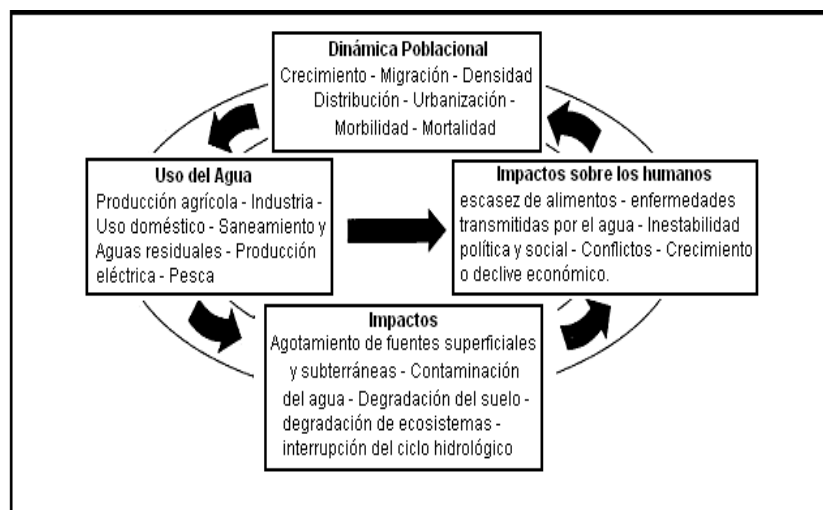 Dinámica Poblacional
Crecimiento - Migración - Densidad
Distribución - Urbanización -
Morbilidad - Mortalidad
Uso del Agua
Producción agrícola - Industria -
Uso doméstico - Saneamiento y
Aguas residuales - Producción
eléctrica - Pesca
Impactos sobre los humanos
escasez de alimentos - enfermedades
transmitidas por el agua - Inestabilidad
política y social - Conflictos - Crecimiento
o declive económico.
Impactos
Agotamiento de fuentes superficiales
y subterráneas - Contaminación
del agua - Degradación del suelo -
degradación de ecosistemas -
interrupción del ciclo hidrológico